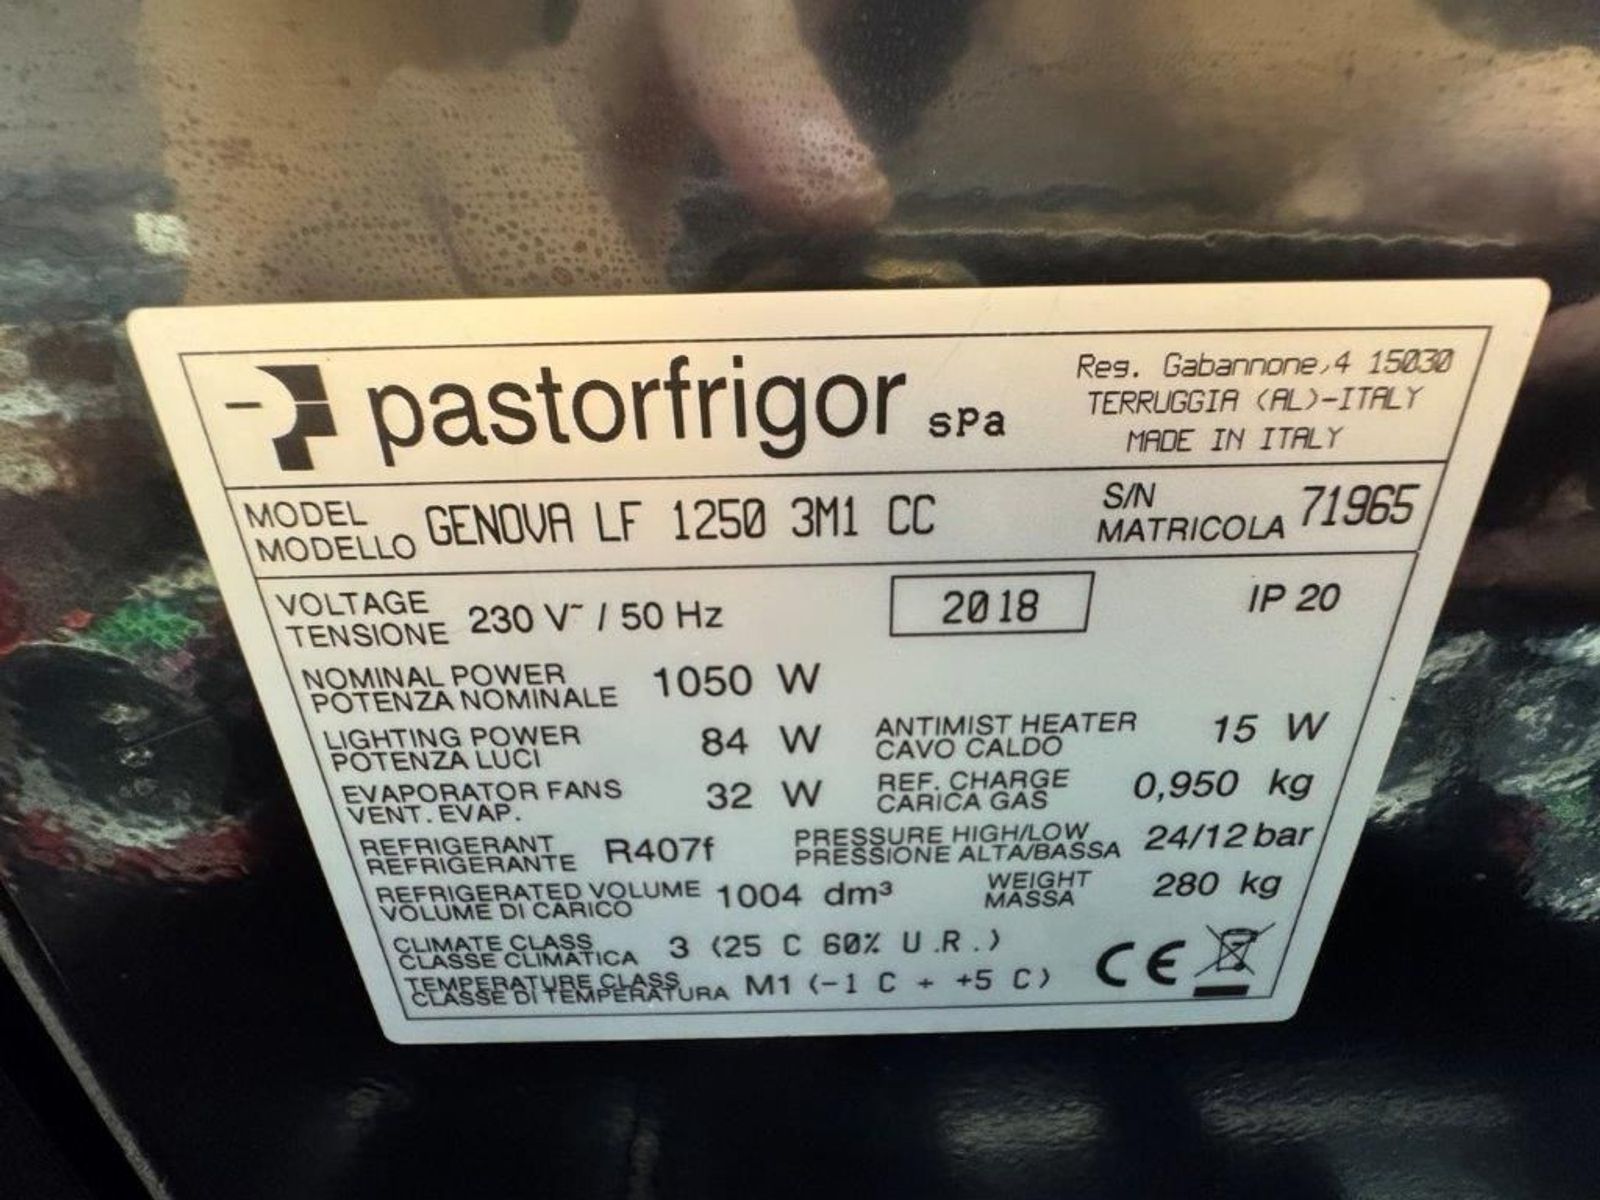 pastorfrigor spa
Reg. Gabannone,4 15030
TERRUGGIA (AL)-ITALY
MADE IN ITALY
MODEL
MODELLO GENOVA LF 1250 3M1 CC
S/N
MATRICOLA 71965
VOLTAGE
TENSIONE 230 V~ / 50 Hz
2018
IP 20
NOMINAL POWER
POTENZA NOMINALE 1050 W
LIGHTING POWER
POTENZA LUCI 84 W
ANTIMIST HEATER
CAVO CALDO 15 W
EVAPORATOR FANS
VENT. EVAP. 32 W
REF. CHARGE
CARICA GAS 0,950 kg
REFRIGERANT
REFRIGERANTE R407f
PRESSURE HIGH/LOW
PRESSIONE ALTA/BASSA 24/12 bar
REFRIGERATED VOLUME
VOLUME DI CARICO 1004 dm³
WEIGHT
MASSA 280 kg
CLIMATE CLASS
CLASSE CLIMATICA 3 (25 C 60% U.R.)
TEMPERATURE CLASS
CLASSE DI TEMPERATURA M1 (-1 C ÷ +5 C)
CE